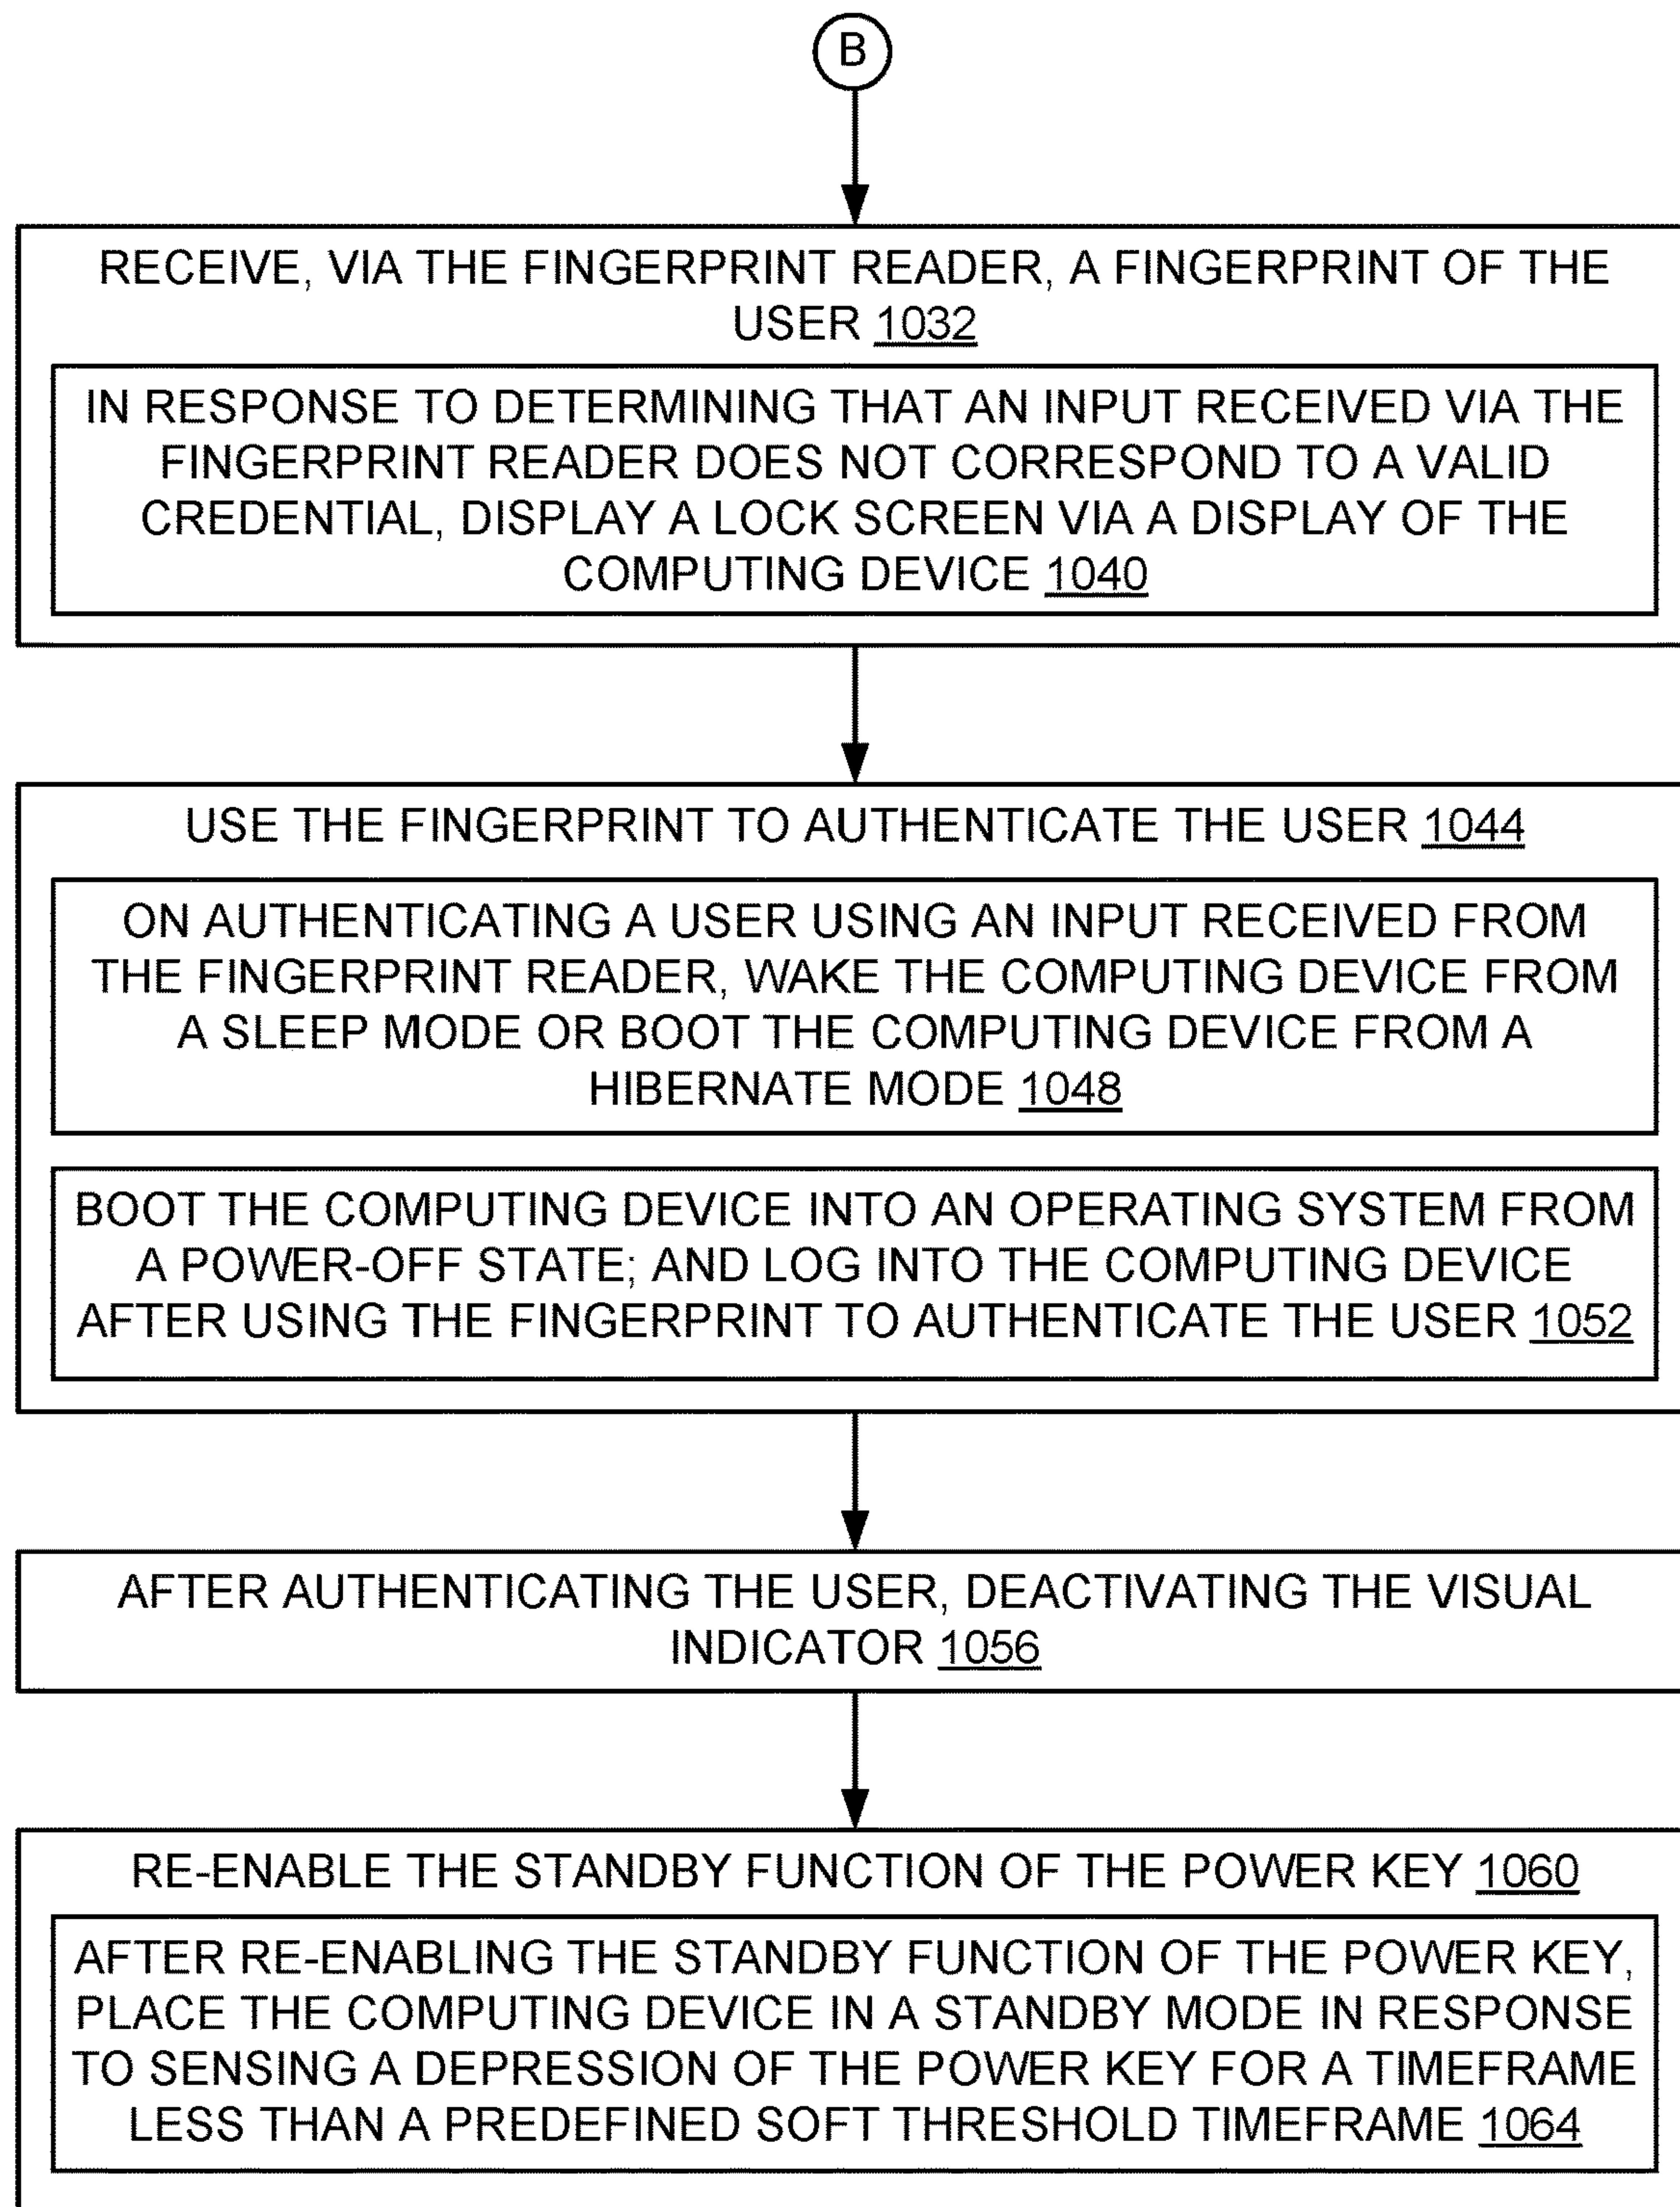 B
RECEIVE, VIA THE FINGERPRINT READER, A FINGERPRINT OF THE
USER 1032
IN RESPONSE TO DETERMINING THAT AN INPUT RECEIVED VIA THE
FINGERPRINT READER DOES NOT CORRESPOND TO A VALID
CREDENTIAL, DISPLAY A LOCK SCREEN VIA A DISPLAY OF THE
COMPUTING DEVICE 1040
USE THE FINGERPRINT TO AUTHENTICATE THE USER 1044
ON AUTHENTICATING A USER USING AN INPUT RECEIVED FROM
THE FINGERPRINT READER, WAKE THE COMPUTING DEVICE FROM
A SLEEP MODE OR BOOT THE COMPUTING DEVICE FROM A
HIBERNATE MODE 1048
BOOT THE COMPUTING DEVICE INTO AN OPERATING SYSTEM FROM
A POWER-OFF STATE; AND LOG INTO THE COMPUTING DEVICE
AFTER USING THE FINGERPRINT TO AUTHENTICATE THE USER 1052
AFTER AUTHENTICATING THE USER, DEACTIVATING THE VISUAL
INDICATOR 1056
RE-ENABLE THE STANDBY FUNCTION OF THE POWER KEY 1060
AFTER RE-ENABLING THE STANDBY FUNCTION OF THE POWER KEY,
PLACE THE COMPUTING DEVICE IN A STANDBY MODE IN RESPONSE
TO SENSING A DEPRESSION OF THE POWER KEY FOR A TIMEFRAME
LESS THAN A PREDEFINED SOFT THRESHOLD TIMEFRAME 1064